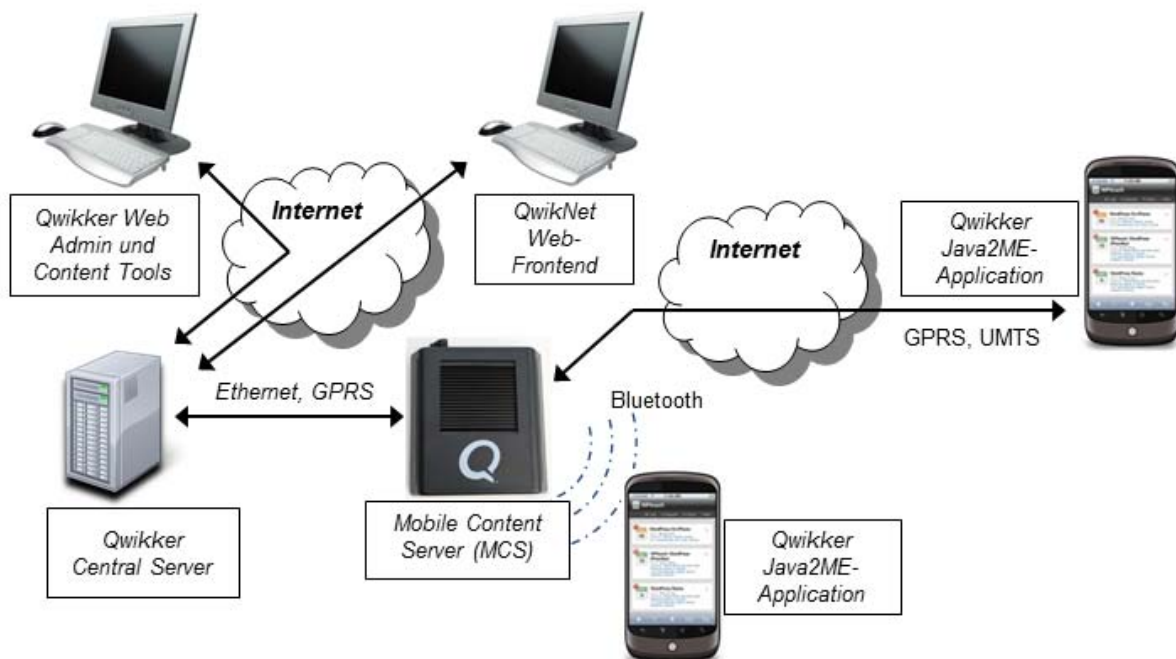 Qwikker Web
Admin und
Content Tools
Internet
QwikNet
Web-
Frontend
Internet
Qwikker
Java2ME-
Application
GPRS, UMTS
Ethernet, GPRS
Bluetooth
Q
Qwikker
Central Server
Mobile Content
Server (MCS)
Qwikker
Java2ME-
Application